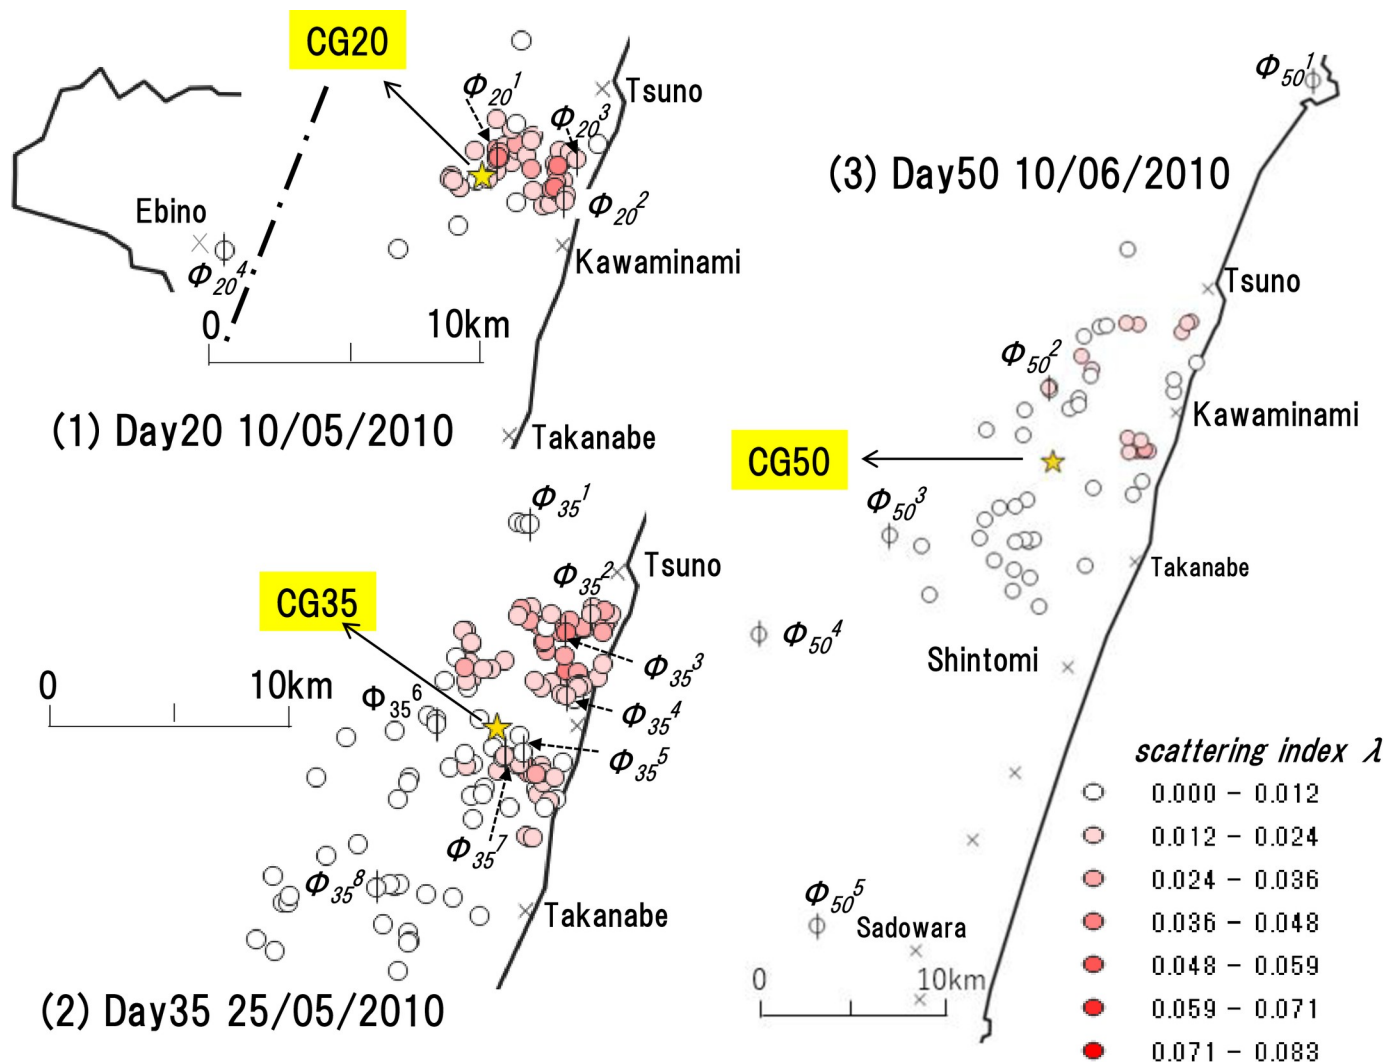 CG20
Φ₂₀¹
Φ₂₀³
Tsuno
Ebino
Φ₂₀⁴
Φ₂₀²
Kawaminami
0 10km
(1) Day20 10/05/2010
Takanabe
Φ₃₅¹
Tsuno
Φ₃₅²
CG35
Φ₃₅³
0 10km
Φ₃₅⁶
Φ₃₅⁴
Φ₃₅⁵
Φ₃₅⁷
Φ₃₅⁸
Takanabe
(2) Day35 25/05/2010
Φ₅₀¹
(3) Day50 10/06/2010
Tsuno
Φ₅₀²
Kawaminami
CG50
Φ₅₀³
Takanabe
Φ₅₀⁴
Shintomi
Φ₅₀⁵
Sadowara
0 10km
scattering index λ
0.000 - 0.012
0.012 - 0.024
0.024 - 0.036
0.036 - 0.048
0.048 - 0.059
0.059 - 0.071
0.071 - 0.083